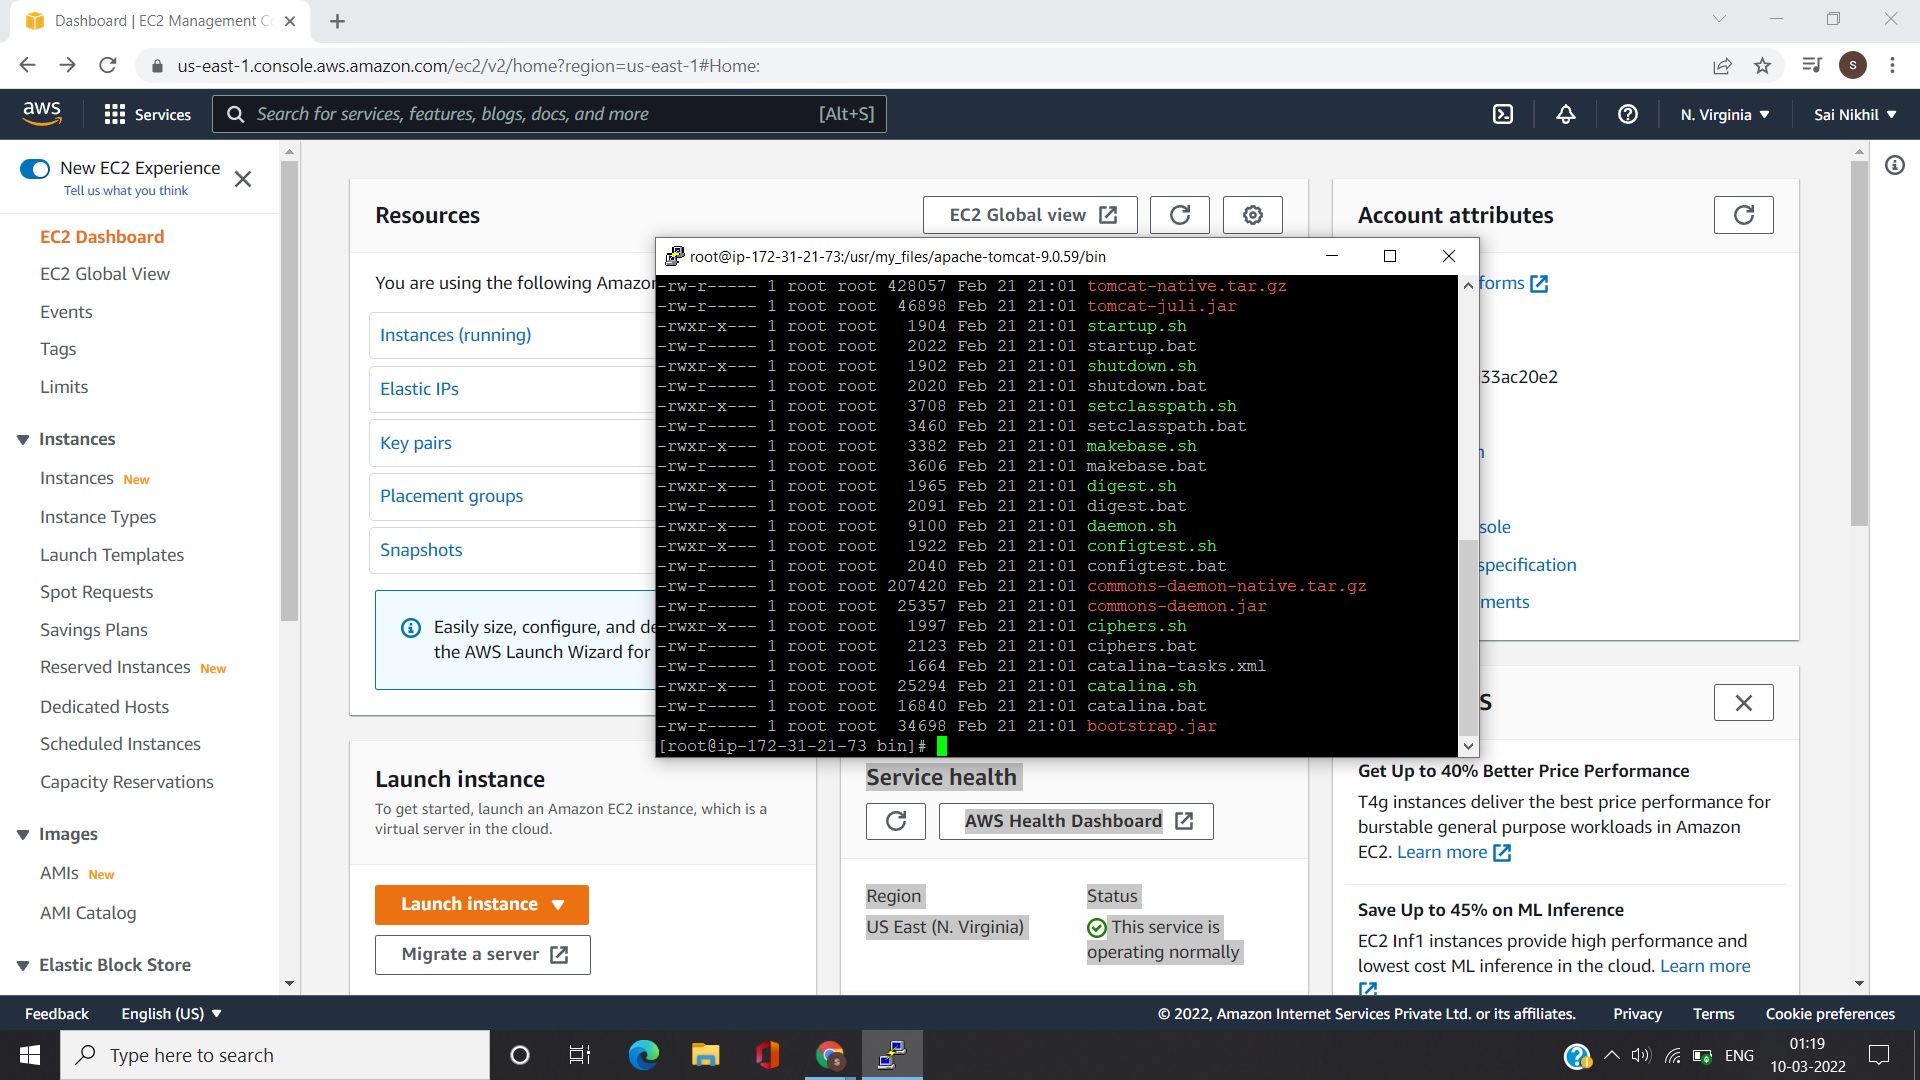 Dashboard | EC2 Management Co
us-east-1.console.aws.amazon.com/ec2/v2/home?region=us-east-1#Home:
S
aws
Services
Search for services, features, blogs, docs, and more
[Alt+S]
N. Virginia
Sai Nikhil
New EC2 Experience
Tell us what you think
EC2 Dashboard
EC2 Global View
Events
Tags
Limits
Instances
Instances New
Instance Types
Launch Templates
Spot Requests
Savings Plans
Reserved Instances New
Dedicated Hosts
Scheduled Instances
Capacity Reservations
Images
AMIs New
AMI Catalog
Elastic Block Store
Resources
EC2 Global view
You are using the following Amazon
Instances (running)
Elastic IPs
Key pairs
Placement groups
Snapshots
Easily size, configure, and de
the AWS Launch Wizard for
root@ip-172-31-21-73:/usr/my_files/apache-tomcat-9.0.59/bin
-rw-r----- 1 root root 428057 Feb 21 21:01 tomcat-native.tar.gz
-rw-r----- 1 root root 46898 Feb 21 21:01 tomcat-juli.jar
-rwxr-x--- 1 root root 1904 Feb 21 21:01 startup.sh
-rw-r----- 1 root root 2022 Feb 21 21:01 startup.bat
-rwxr-x--- 1 root root 1902 Feb 21 21:01 shutdown.sh
-rw-r----- 1 root root 2020 Feb 21 21:01 shutdown.bat
-rwxr-x--- 1 root root 3708 Feb 21 21:01 setclasspath.sh
-rw-r----- 1 root root 3460 Feb 21 21:01 setclasspath.bat
-rwxr-x--- 1 root root 3382 Feb 21 21:01 makebase.sh
-rw-r----- 1 root root 3606 Feb 21 21:01 makebase.bat
-rwxr-x--- 1 root root 1965 Feb 21 21:01 digest.sh
-rw-r----- 1 root root 2091 Feb 21 21:01 digest.bat
-rwxr-x--- 1 root root 9100 Feb 21 21:01 daemon.sh
-rwxr-x--- 1 root root 1922 Feb 21 21:01 configtest.sh
-rw-r----- 1 root root 2040 Feb 21 21:01 configtest.bat
-rw-r----- 1 root root 207420 Feb 21 21:01 commons-daemon-native.tar.gz
-rw-r----- 1 root root 25357 Feb 21 21:01 commons-daemon.jar
-rwxr-x--- 1 root root 1997 Feb 21 21:01 ciphers.sh
-rw-r----- 1 root root 2123 Feb 21 21:01 ciphers.bat
-rw-r----- 1 root root 1664 Feb 21 21:01 catalina-tasks.xml
-rwxr-x--- 1 root root 25294 Feb 21 21:01 catalina.sh
-rw-r----- 1 root root 16840 Feb 21 21:01 catalina.bat
-rw-r----- 1 root root 34698 Feb 21 21:01 bootstrap.jar
[root@ip-172-31-21-73 bin]#
Launch instance
To get started, launch an Amazon EC2 instance, which is a
virtual server in the cloud.
Launch instance
Migrate a server
Service health
AWS Health Dashboard
Region
US East (N. Virginia)
Status
This service is
operating normally
Account attributes
forms
33ac20e2
n
sole
specification
ments
S
Get Up to 40% Better Price Performance
T4g instances deliver the best price performance for
burstable general purpose workloads in Amazon
EC2. Learn more
Save Up to 45% on ML Inference
EC2 Inf1 instances provide high performance and
lowest cost ML inference in the cloud. Learn more
Feedback
English (US)
© 2022, Amazon Internet Services Private Ltd. or its affiliates.
Privacy
Terms
Cookie preferences
Type here to search
ENG
01:19
10-03-2022